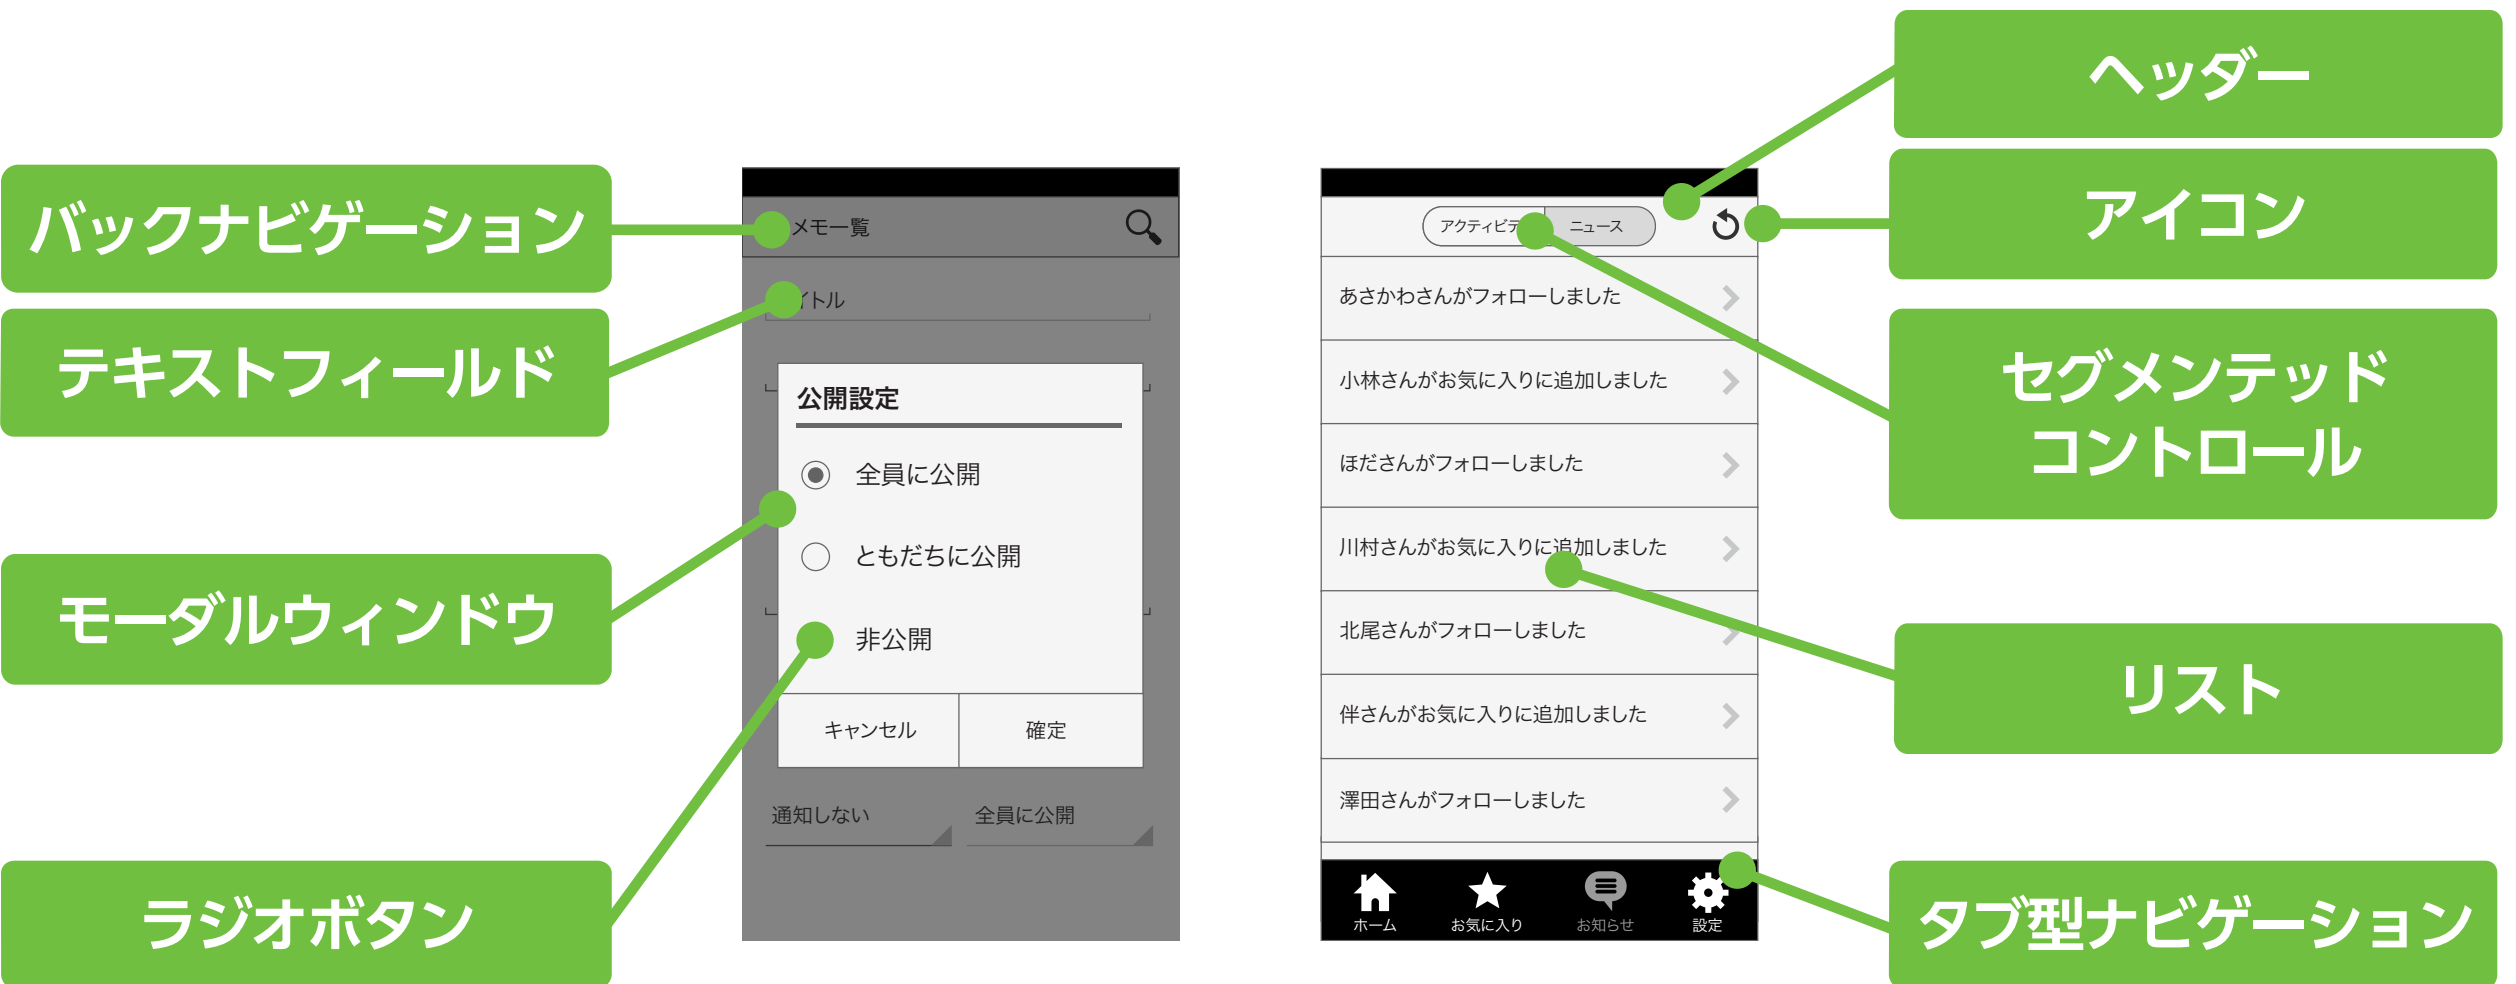 バックナビゲーション
テキストフィールド
モーダルウィンドウ
ラジオボタン
メモ一覧
イトル
公開設定
全員に公開
ともだちに公開
非公開
キャンセル
確定
通知しない
全員に公開
アクティビテ
ニュース
あさかわさんがフォローしました
小林さんがお気に入りに追加しました
ほださんがフォローしました
川村さんがお気に入りに追加しました
北尾さんがフォローしました
伴さんがお気に入りに追加しました
澤田さんがフォローしました
ホーム
お気に入り
お知らせ
設定
ヘッダー
アイコン
セグメンテッド
コントロール
リスト
タブ型ナビゲーション